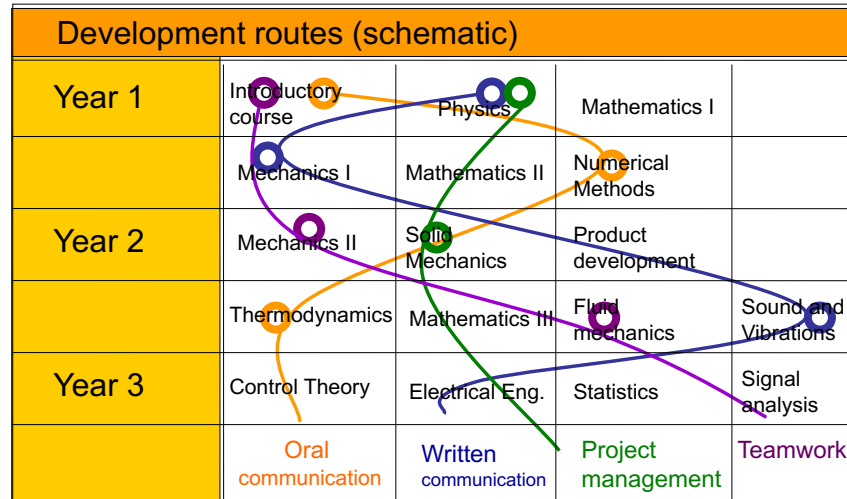 Development routes (schematic)
Year 1
Introductory
course
Physics
Mathematics I
Mechanics I
Mathematics II
Numerical
Methods
Year 2
Mechanics II
Solid
Mechanics
Product
development
Thermodynamics
Mathematics III
Fluid
mechanics
Sound and
Vibrations
Year 3
Control Theory
Electrical Eng.
Statistics
Signal
analysis
Oral
communication
Written
communication
Project
management
Teamwork